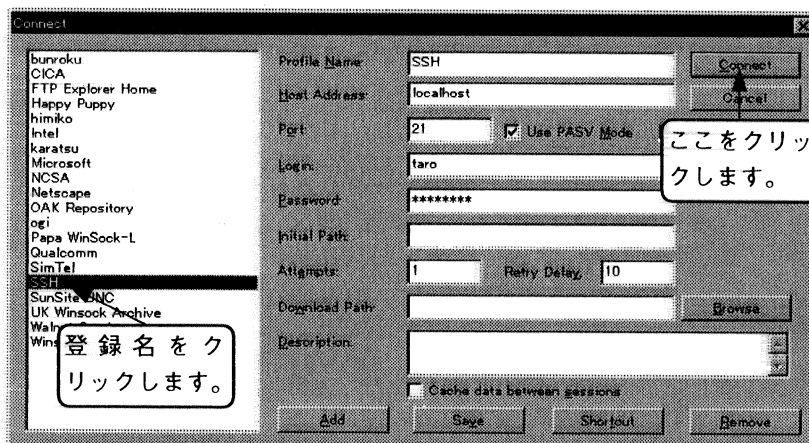 Connect
bunroku
CICA
FTP Explorer Home
Happy Puppy
himiko
Intel
karatsu
Microsoft
NCSA
Netscape
OAK Repository
ogi
Papa WinSock-L
Qualcomm
SimTel
SSH
SunSite UNC
UK Winsock Archive
登録名をク
リックします。
Profile Name: SSH
Host Address: localhost
Port: 21 Use PASV Mode
Login: taro
Password: ********
Initial Path:
Attempts: 1 Retry Delay: 10
Download Path: Browse
Description:
Cache data between sessions
Add Save Shortcut Remove
Connect
Cancel
ここをクリッ
クします。